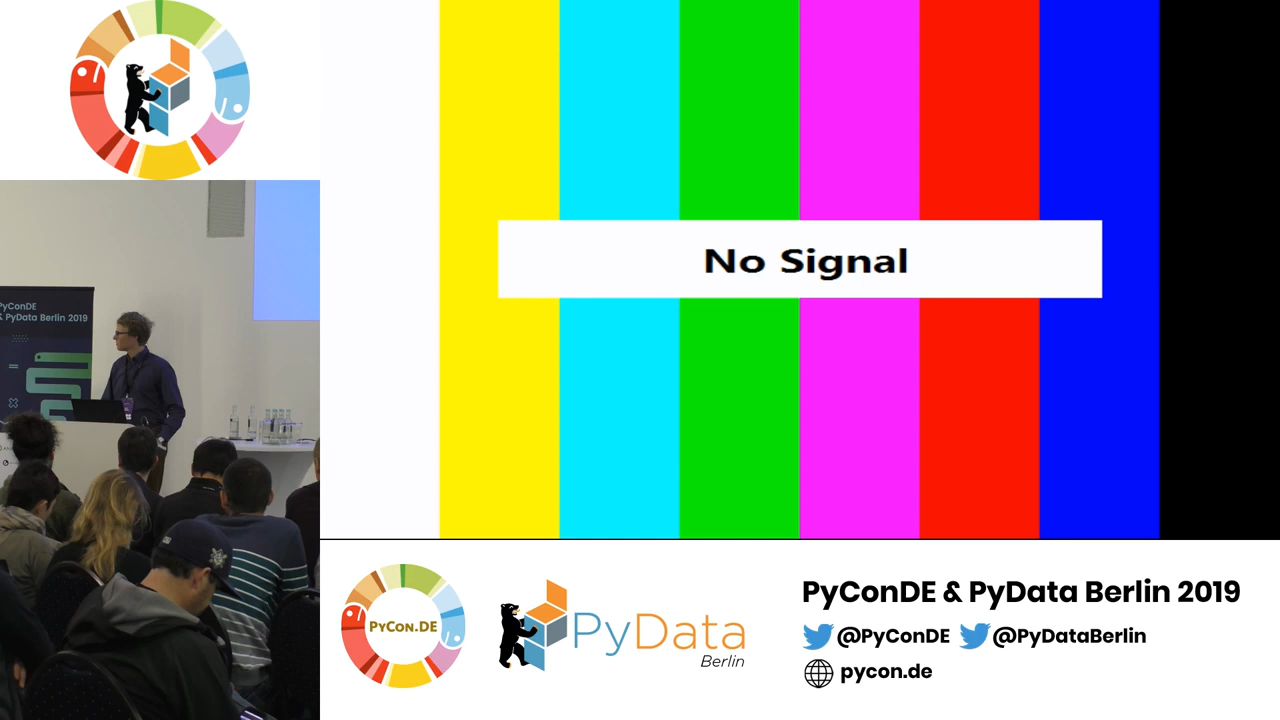 PyConDE
& PyData Berlin 2019
No Signal
PYCON.DE
PyData
Berlin
PyConDE & PyData Berlin 2019
@PyConDE @PyDataBerlin
pycon.de